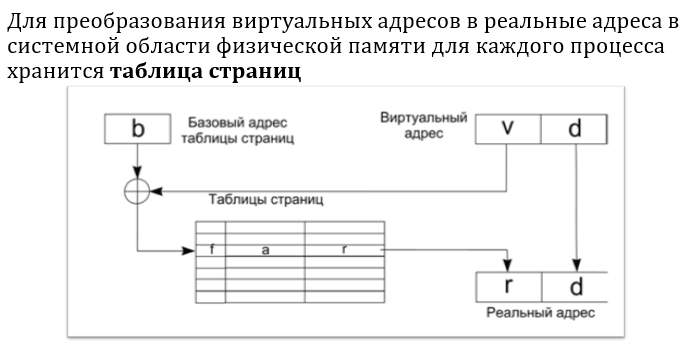 Для преобразования виртуальных адресов в реальные адреса в
системной области физической памяти для каждого процесса
хранится таблица страниц
b
Базовый адрес
таблицы страниц
Виртуальный
адрес
v d
Таблицы страниц
f a r
r d
Реальный адрес